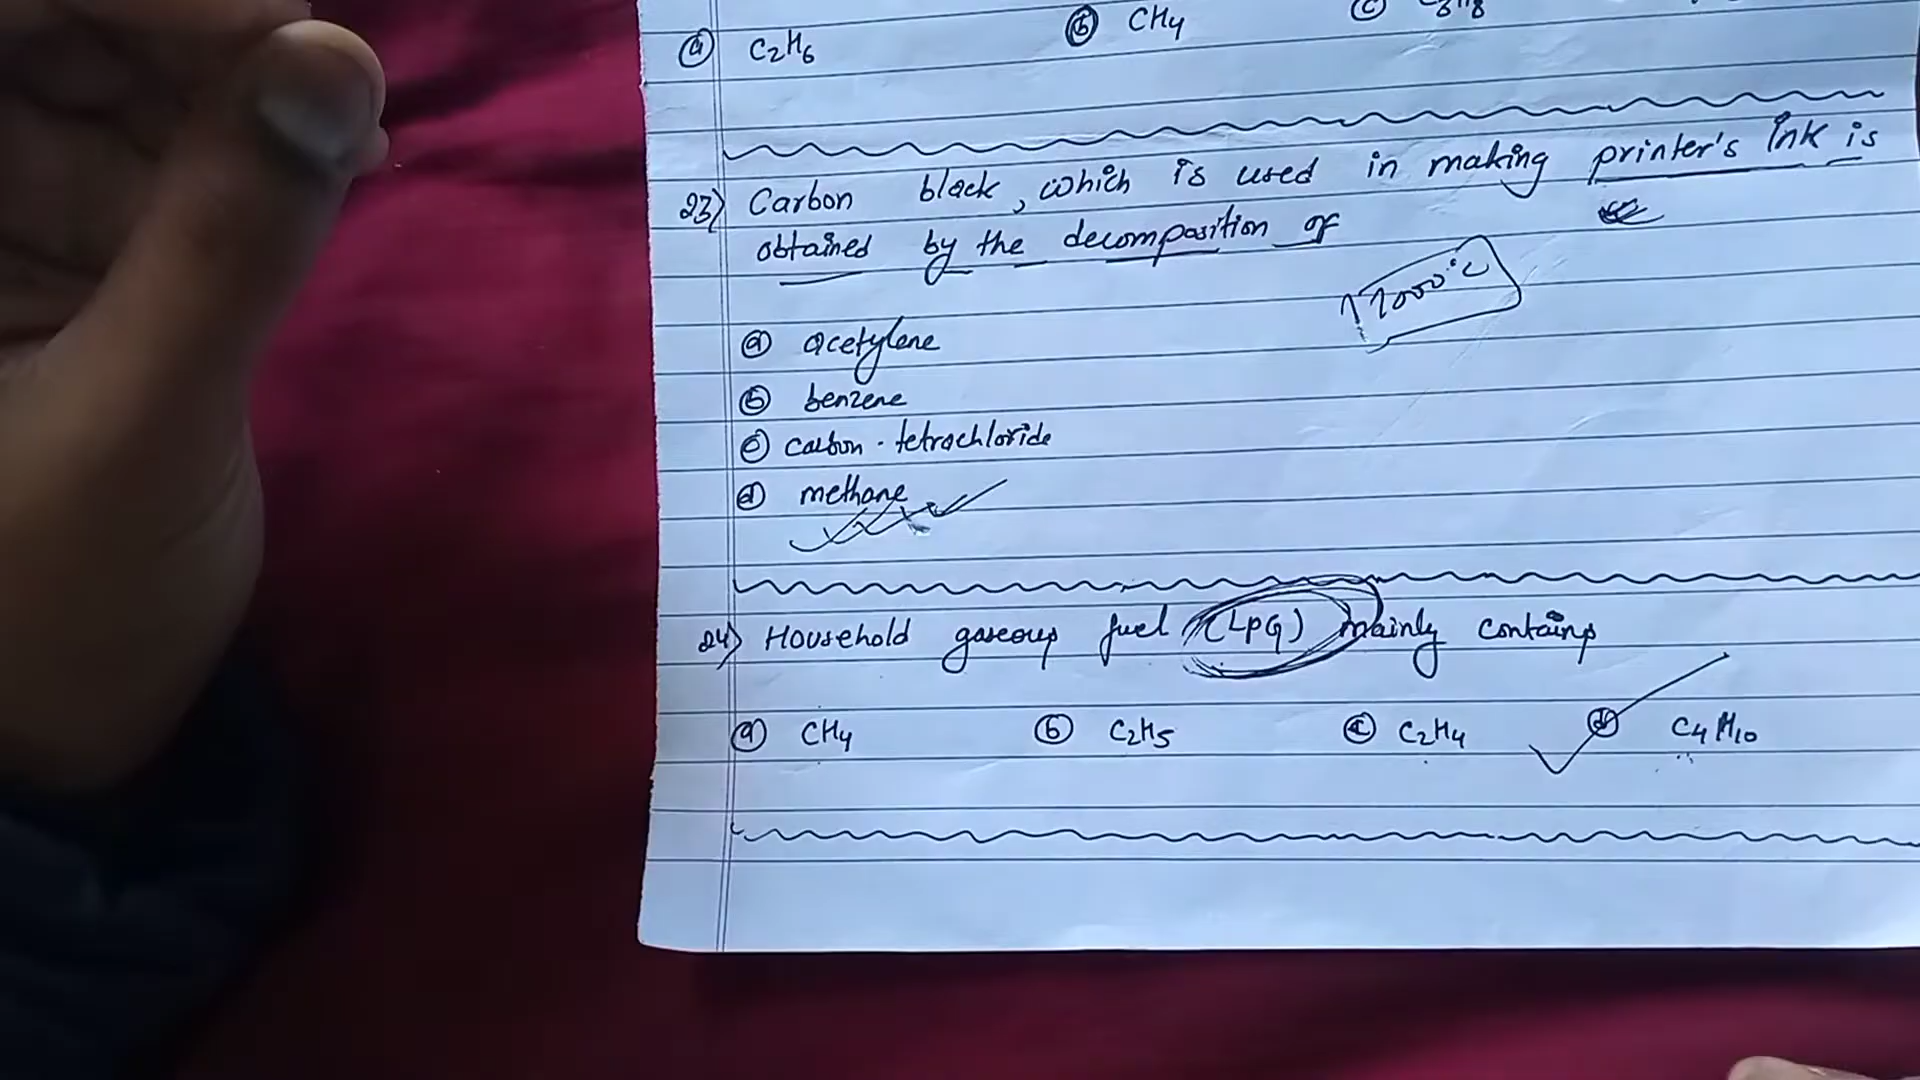 (a) C2H6 (b) CH4 (c) C3H8
23) Carbon black, which is used in making printer's Ink is
obtained by the decomposition of
1000°C
(a) acetylene
(b) benzene
(c) carbon-tetrachloride
(d) methane
24) Household gaseous fuel (LPG) mainly contains
(a) CH4 (b) C2H5 (c) C2H4 (d) C4H10